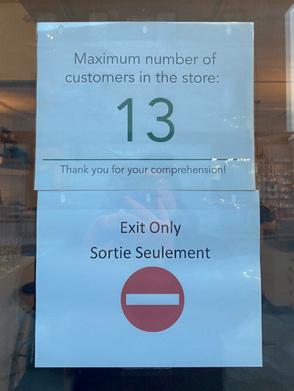 Maximum number of
customers in the store:
13
Thank you for your comprehension!
Exit Only
Sortie Seulement